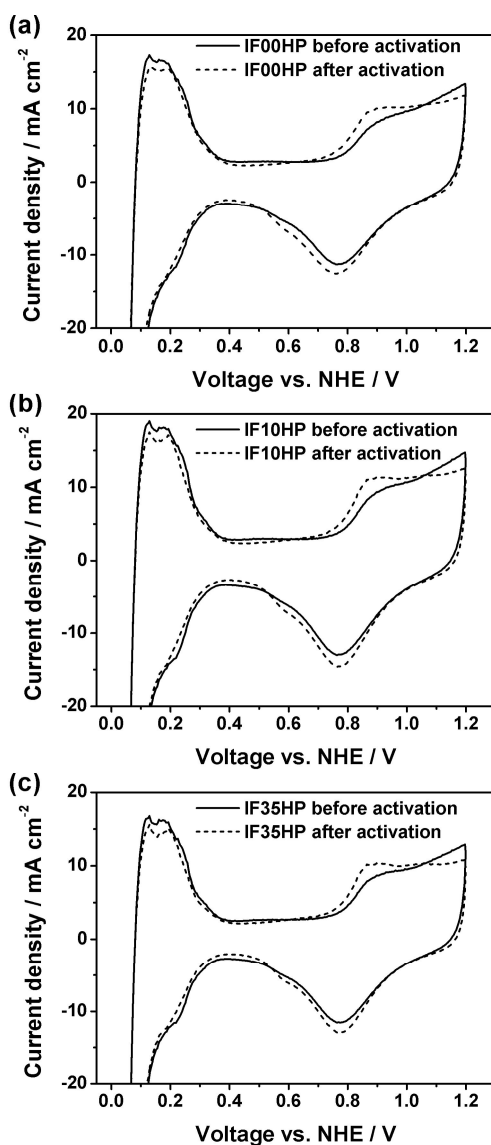 (a)
IF00HP before activation
IF00HP after activation
20
10
0
-10
-20
Current density / mA cm⁻²
0.0 0.2 0.4 0.6 0.8 1.0 1.2
Voltage vs. NHE / V
(b)
IF10HP before activation
IF10HP after activation
20
10
0
-10
-20
Current density / mA cm⁻²
0.0 0.2 0.4 0.6 0.8 1.0 1.2
Voltage vs. NHE / V
(c)
IF35HP before activation
IF35HP after activation
20
10
0
-10
-20
Current density / mA cm⁻²
0.0 0.2 0.4 0.6 0.8 1.0 1.2
Voltage vs. NHE / V